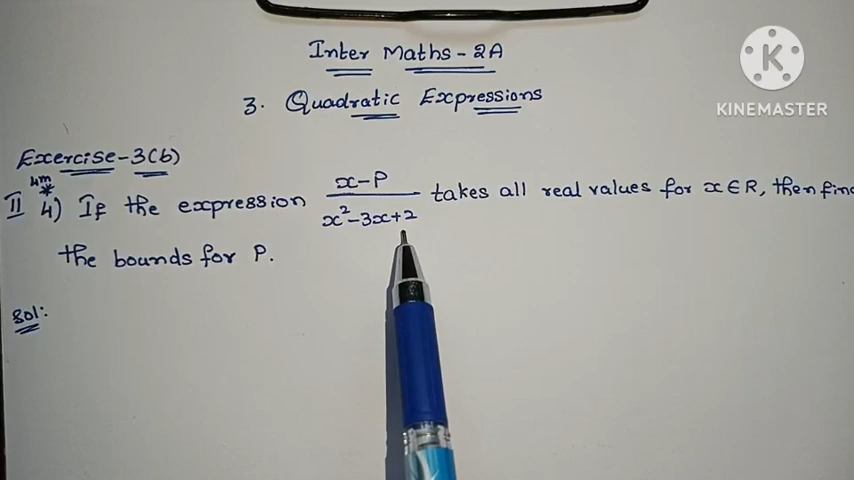 Inter Maths - 2A
3. Quadratic Expressions
KINEMASTER
Exercise-3(b)
4m
II *4) If the expression x-P / x²-3x+2 takes all real values for x∈R, then find
the bounds for P.
Sol: